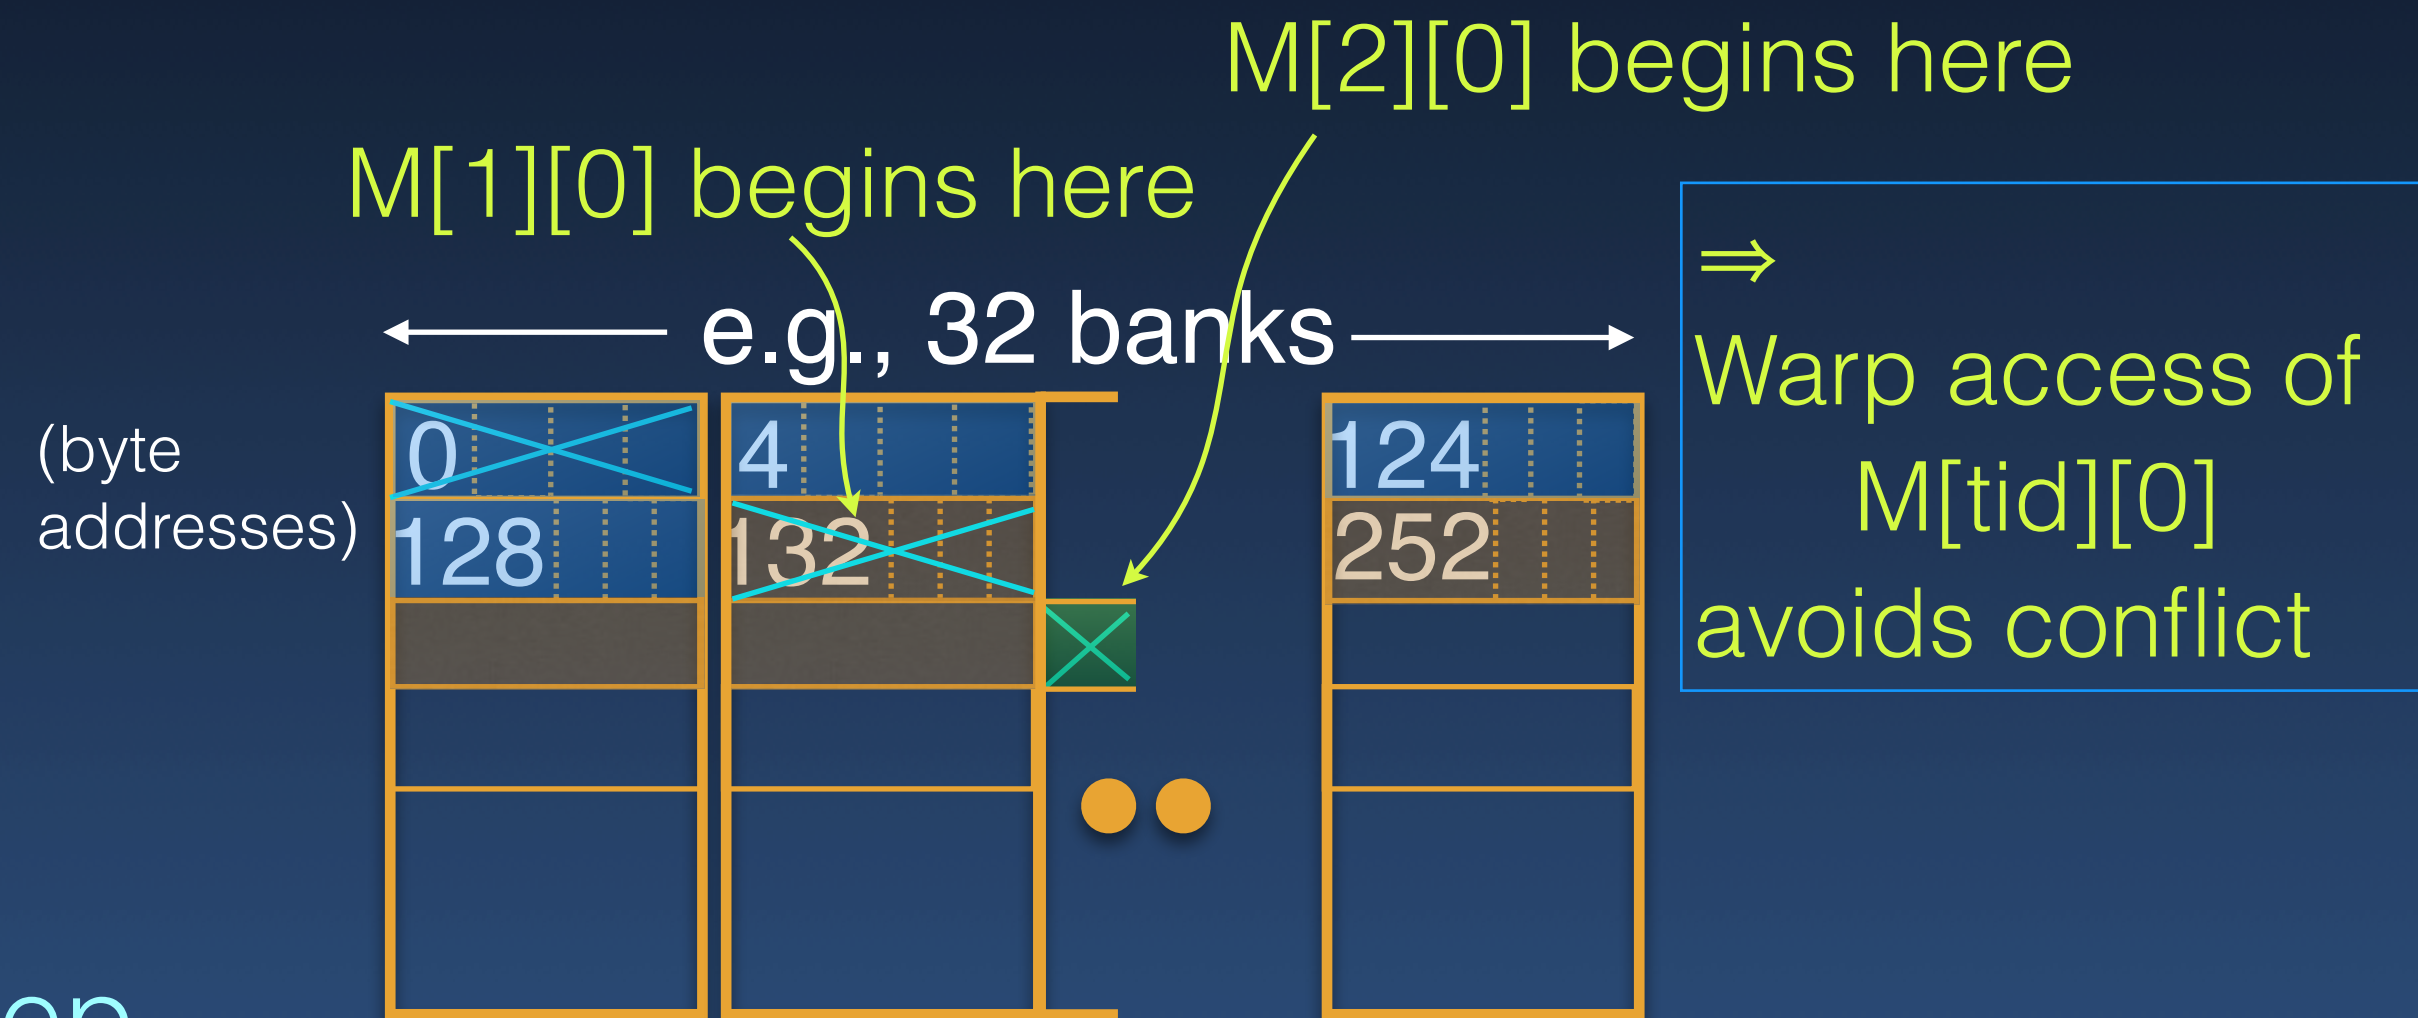 M[2][0] begins here
M[1][0] begins here
e.g., 32 banks
⇒
Warp access of
M[tid][0]
avoids conflict
(byte
addresses)
0 4 124
128 132 252